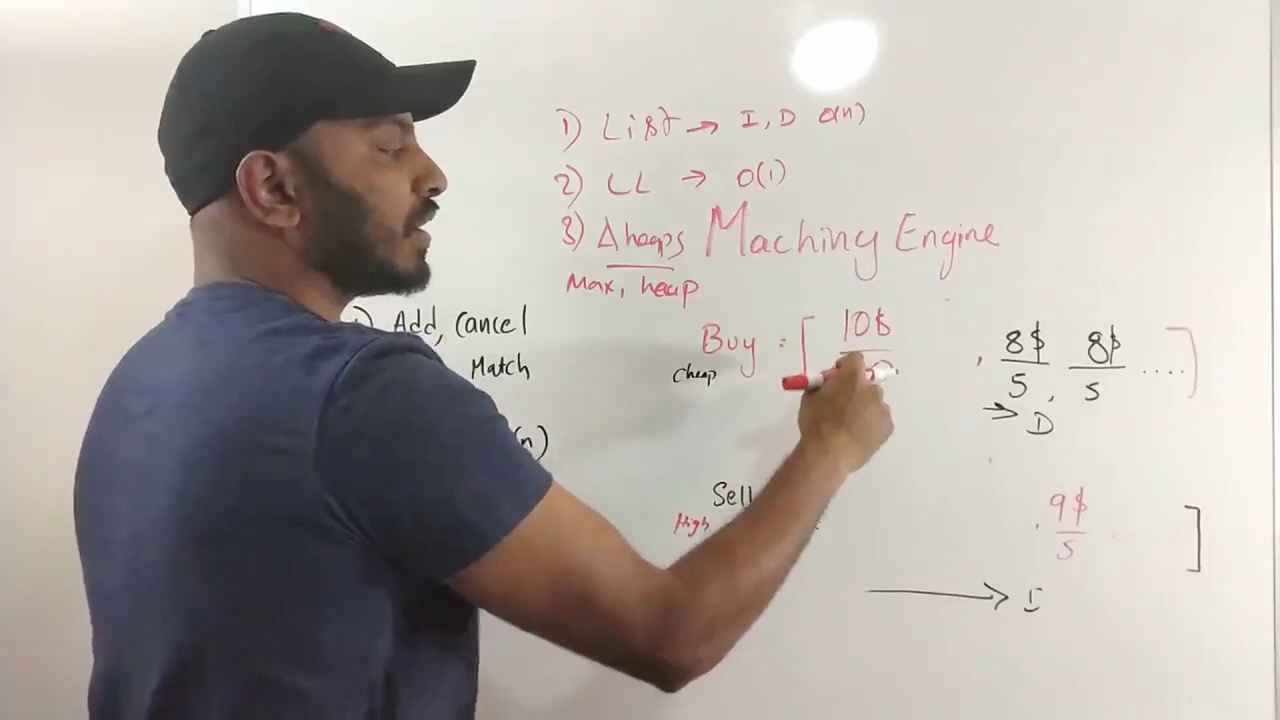 1) List → I, D O(n)
2) LL → O(1)
3) Δ heaps Maching Engine
Max, heap
) Add, Cancel
Match
Buy : [ 10$ , 8$ 8$ .... ]
Cheap
5 , 5
→ D
(n)
Sell
High
, 9$ ..... ]
5
→ I